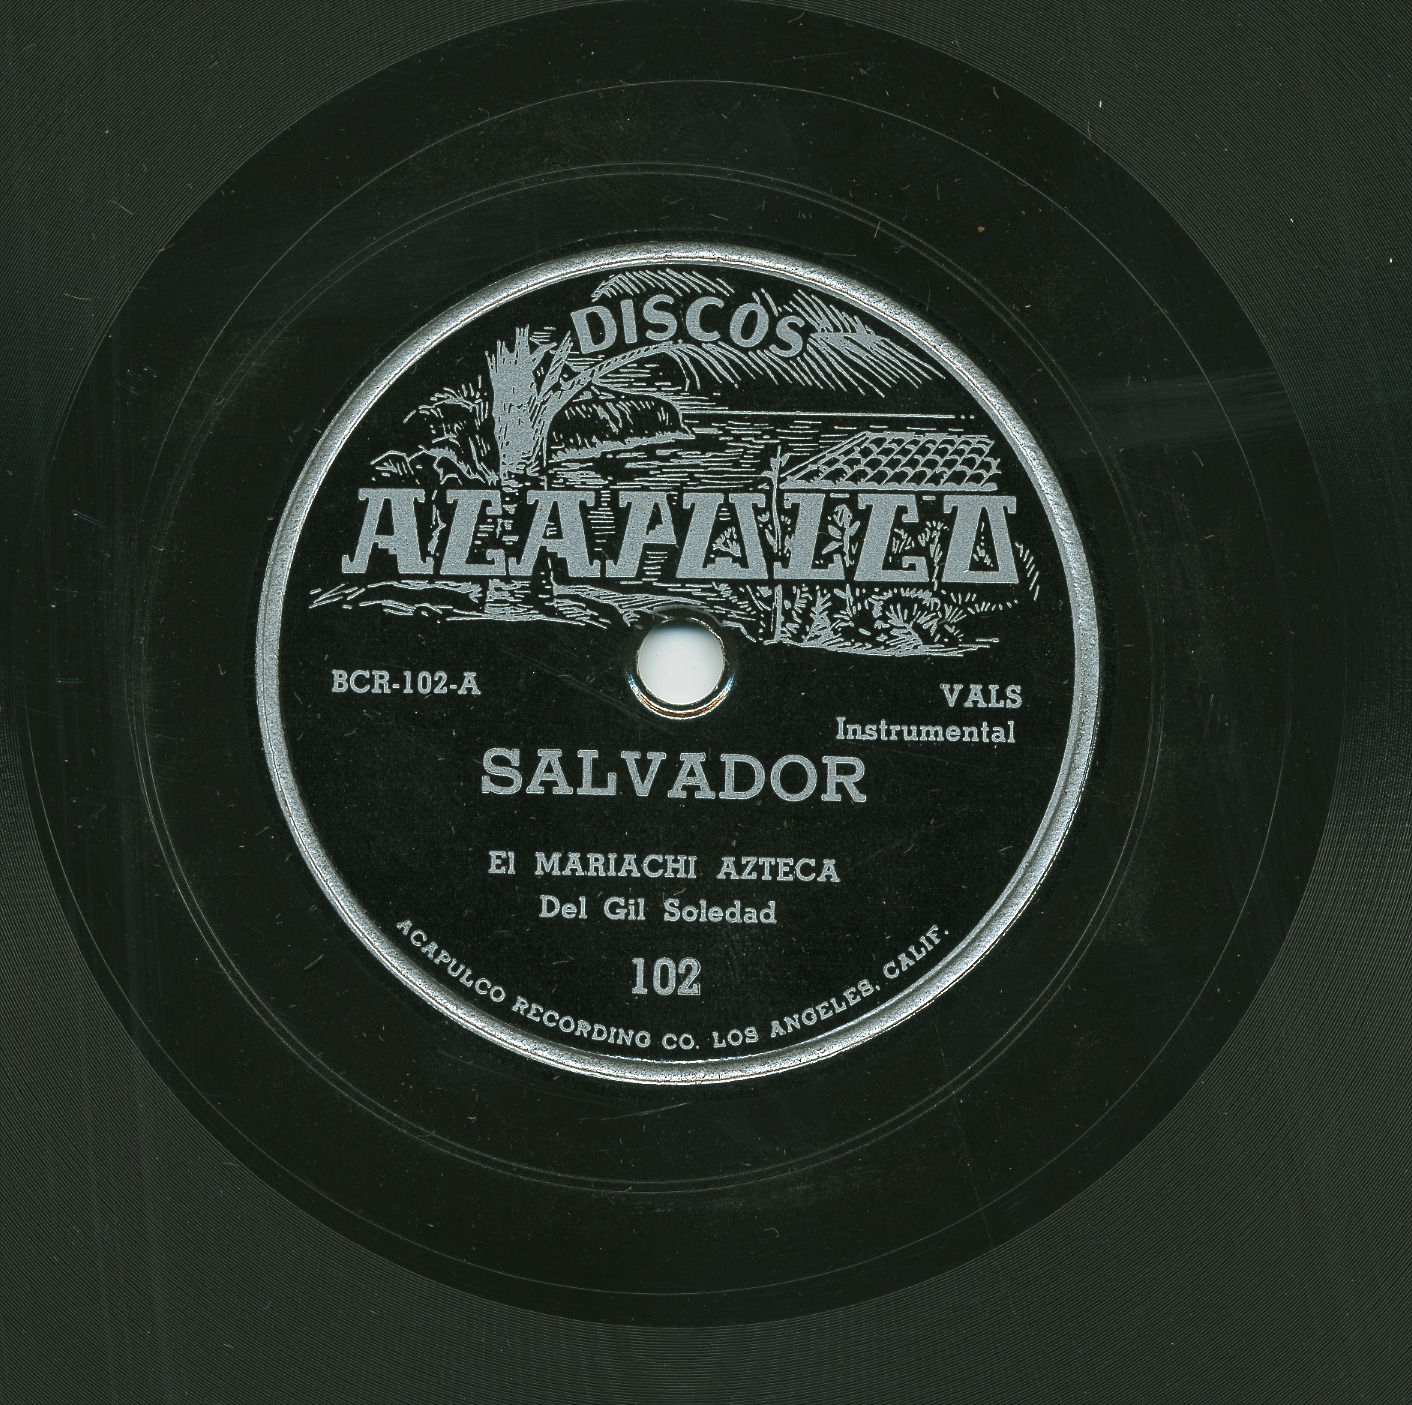 DISCOS
ACAPULCO
BCR-102-A
VALS
Instrumental
SALVADOR
El MARIACHI AZTECA
Del Gil Soledad
102
ACAPULCO RECORDING CO. LOS ANGELES, CALIF.